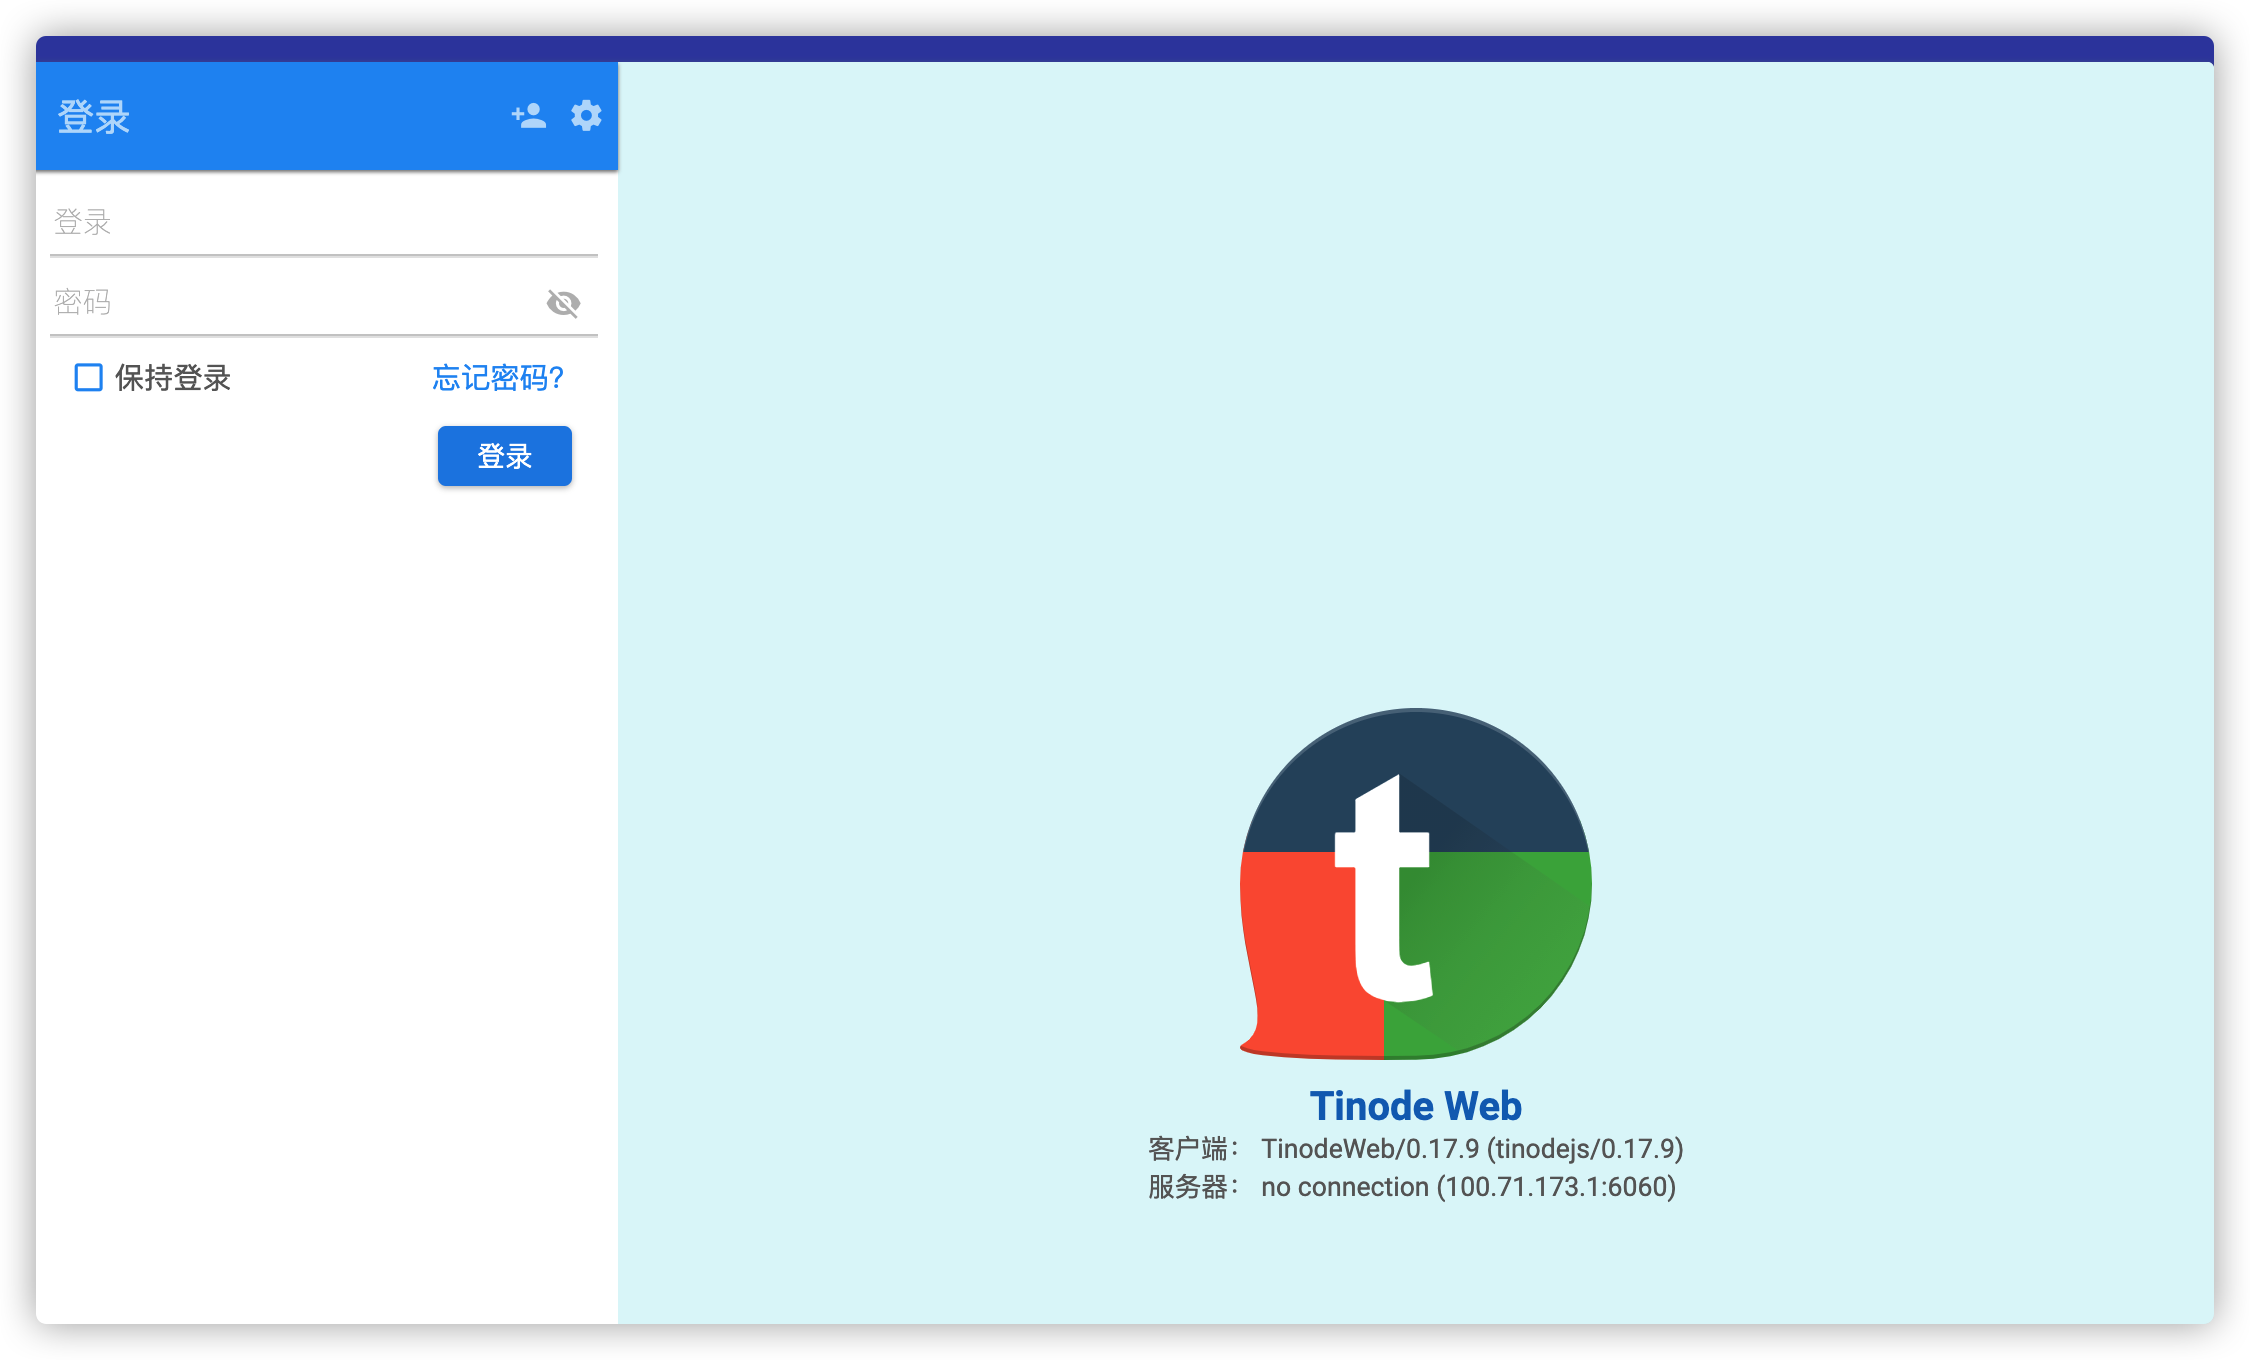 登录
登录
密码
保持登录 忘记密码?
登录
t
Tinode Web
客户端： TinodeWeb/0.17.9 (tinodejs/0.17.9)
服务器： no connection (100.71.173.1:6060)